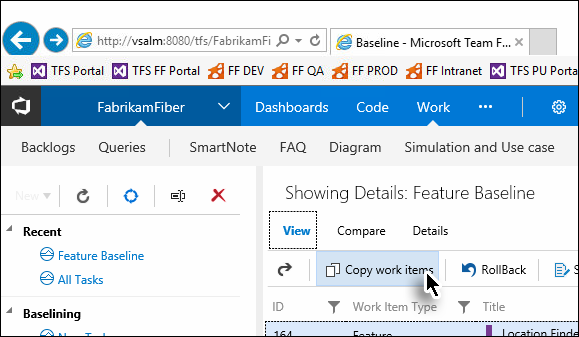 http://vsalm:8080/tfs/FabrikamFi
Baseline - Microsoft Team F...
TFS Portal TFS FF Portal FF DEV FF QA FF PROD FF Intranet TFS PU Portal
FabrikamFiber Dashboards Code Work ...
Backlogs Queries SmartNote FAQ Diagram Simulation and Use case
New
Showing Details: Feature Baseline
Recent
View Compare Details
Feature Baseline
All Tasks
Copy work items RollBack S
Baselining
ID Work Item Type Title
164 Feature Location Finde